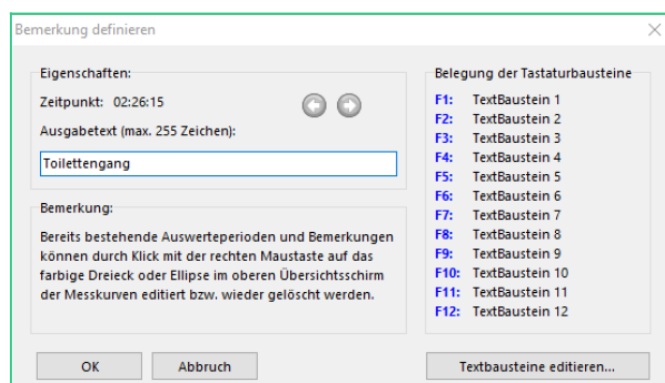 Bemerkung definieren
Eigenschaften:
Zeitpunkt: 02:26:15
Ausgabetext (max. 255 Zeichen):
Toilettengang
Bemerkung:
Bereits bestehende Auswerteperioden und Bemerkungen
können durch Klick mit der rechten Maustaste auf das
farbige Dreieck oder Ellipse im oberen Übersichtsschirm
der Messkurven editiert bzw. wieder gelöscht werden.
Belegung der Tastaturbausteine
F1: TextBaustein 1
F2: TextBaustein 2
F3: TextBaustein 3
F4: TextBaustein 4
F5: TextBaustein 5
F6: TextBaustein 6
F7: TextBaustein 7
F8: TextBaustein 8
F9: TextBaustein 9
F10: TextBaustein 10
F11: TextBaustein 11
F12: TextBaustein 12
OK
Abbruch
Textbausteine editieren...